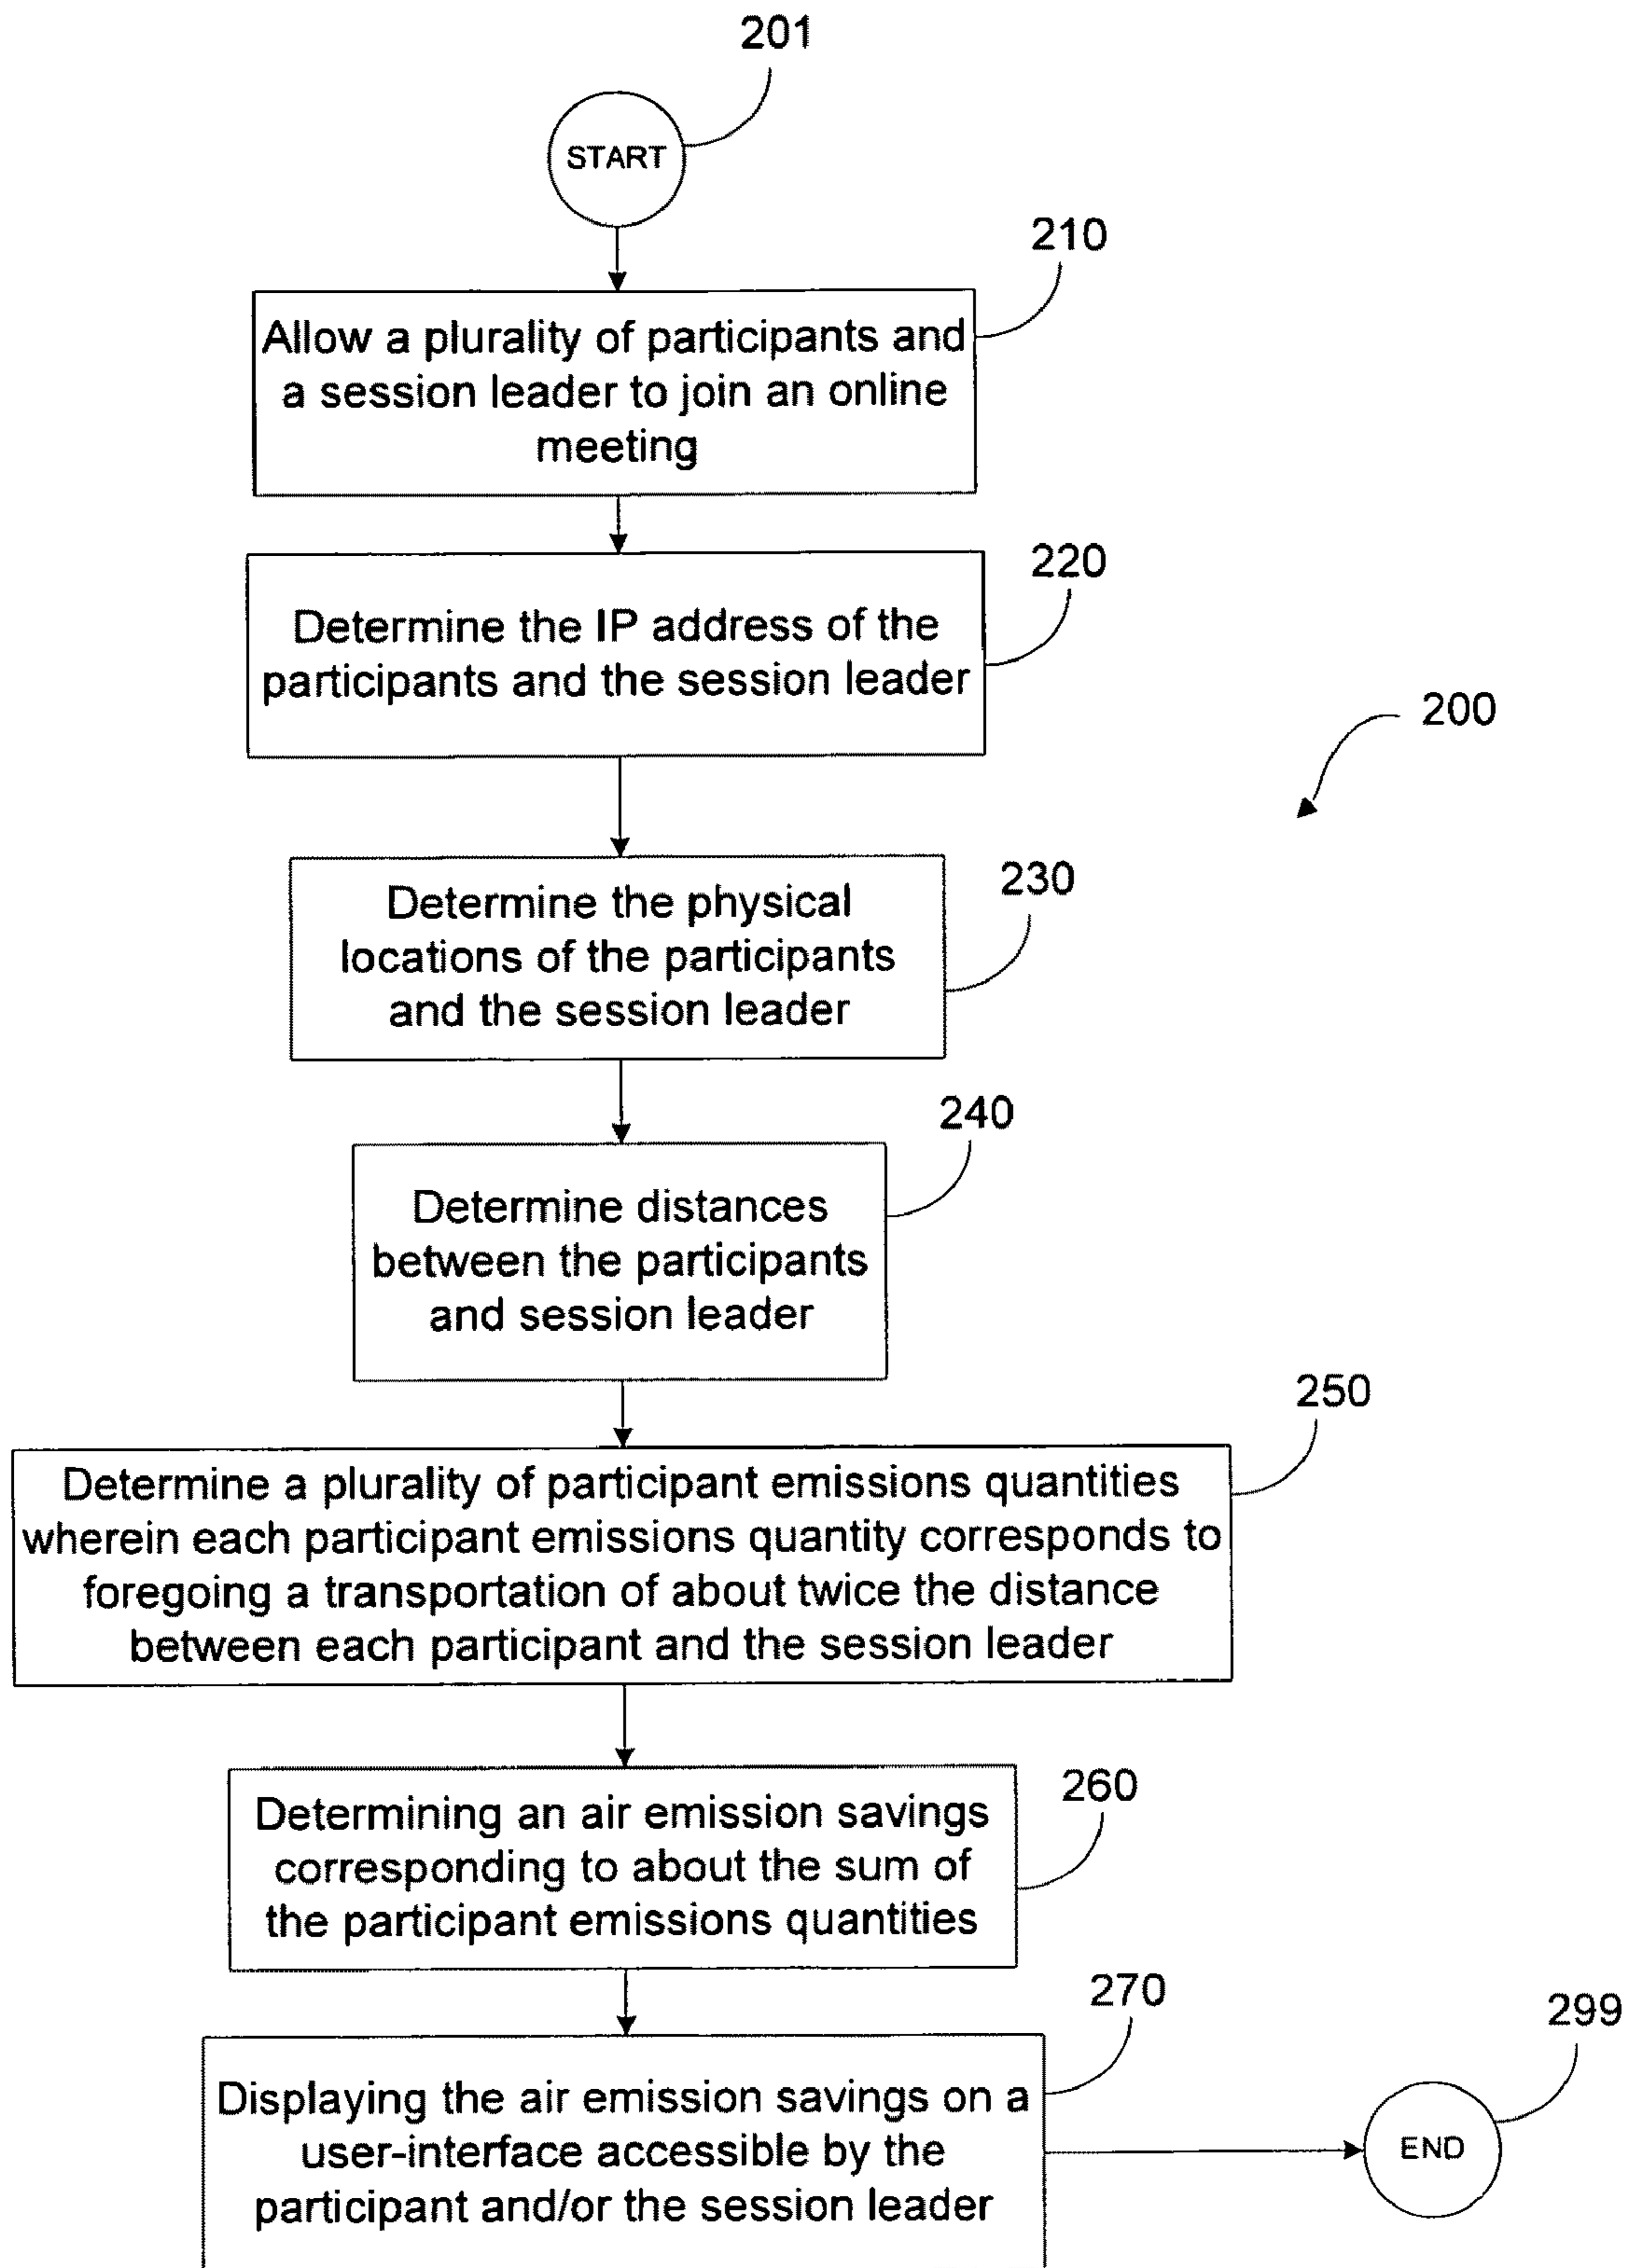 201
START
210
Allow a plurality of participants and
a session leader to join an online
meeting
220
Determine the IP address of the
participants and the session leader
200
230
Determine the physical
locations of the participants
and the session leader
240
Determine distances
between the participants
and session leader
250
Determine a plurality of participant emissions quantities
wherein each participant emissions quantity corresponds to
foregoing a transportation of about twice the distance
between each participant and the session leader
260
Determining an air emission savings
corresponding to about the sum of
the participant emissions quantities
270
299
Displaying the air emission savings on a
user-interface accessible by the
participant and/or the session leader
END